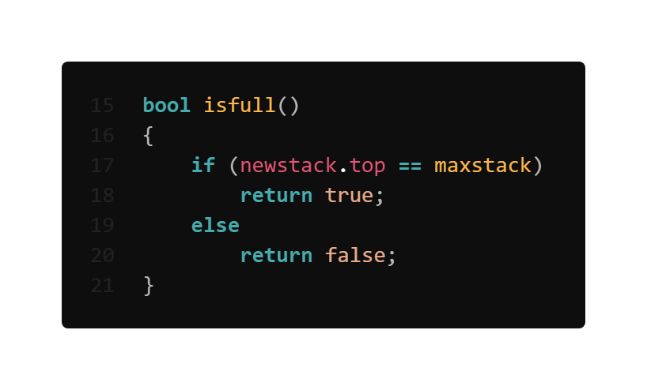 15 bool isfull()
16 {
17     if (newstack.top == maxstack)
18         return true;
19     else
20         return false;
21 }